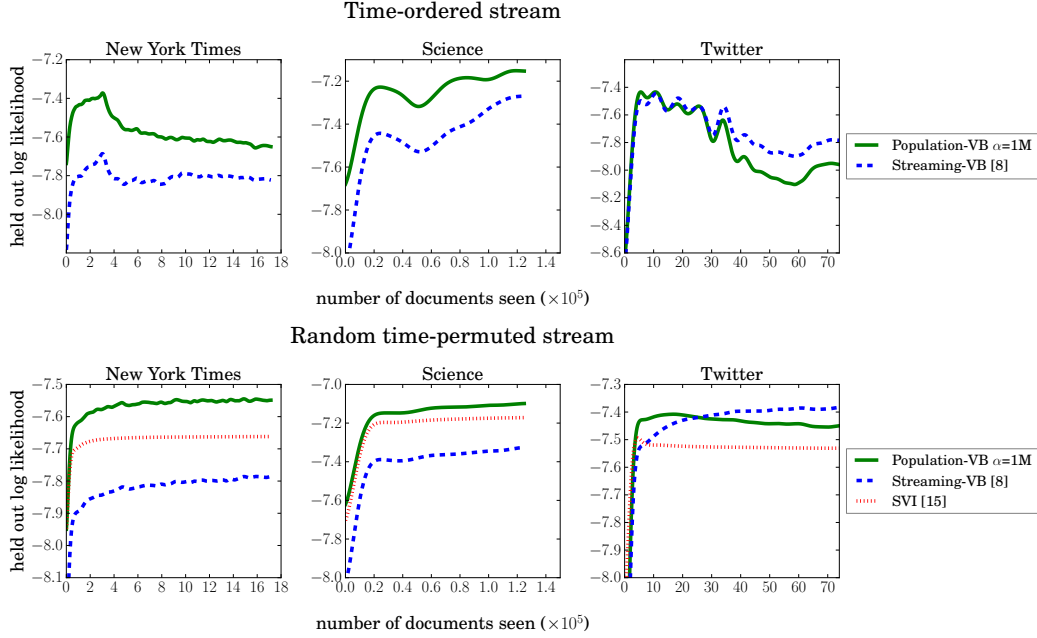 Time-ordered stream
New York Times
Science
Twitter
held out log likelihood
−7.2
−7.4
−7.6
−7.8
−8.0
0 2 4 6 8 10 12 14 16 18
−7.2
−7.4
−7.6
−7.8
−8.0
0.0 0.2 0.4 0.6 0.8 1.0 1.2 1.4
−7.4
−7.6
−7.8
−8.0
−8.2
−8.4
−8.6
0 10 20 30 40 50 60 70
Population-VB α=1M
Streaming-VB [8]
number of documents seen (×10⁵)
Random time-permuted stream
New York Times
Science
Twitter
held out log likelihood
−7.5
−7.6
−7.7
−7.8
−7.9
−8.0
−8.1
0 2 4 6 8 10 12 14 16 18
−7.0
−7.2
−7.4
−7.6
−7.8
−8.0
0.0 0.2 0.4 0.6 0.8 1.0 1.2 1.4
−7.3
−7.4
−7.5
−7.6
−7.7
−7.8
−7.9
−8.0
0 10 20 30 40 50 60 70
Population-VB α=1M
Streaming-VB [8]
SVI [15]
number of documents seen (×10⁵)